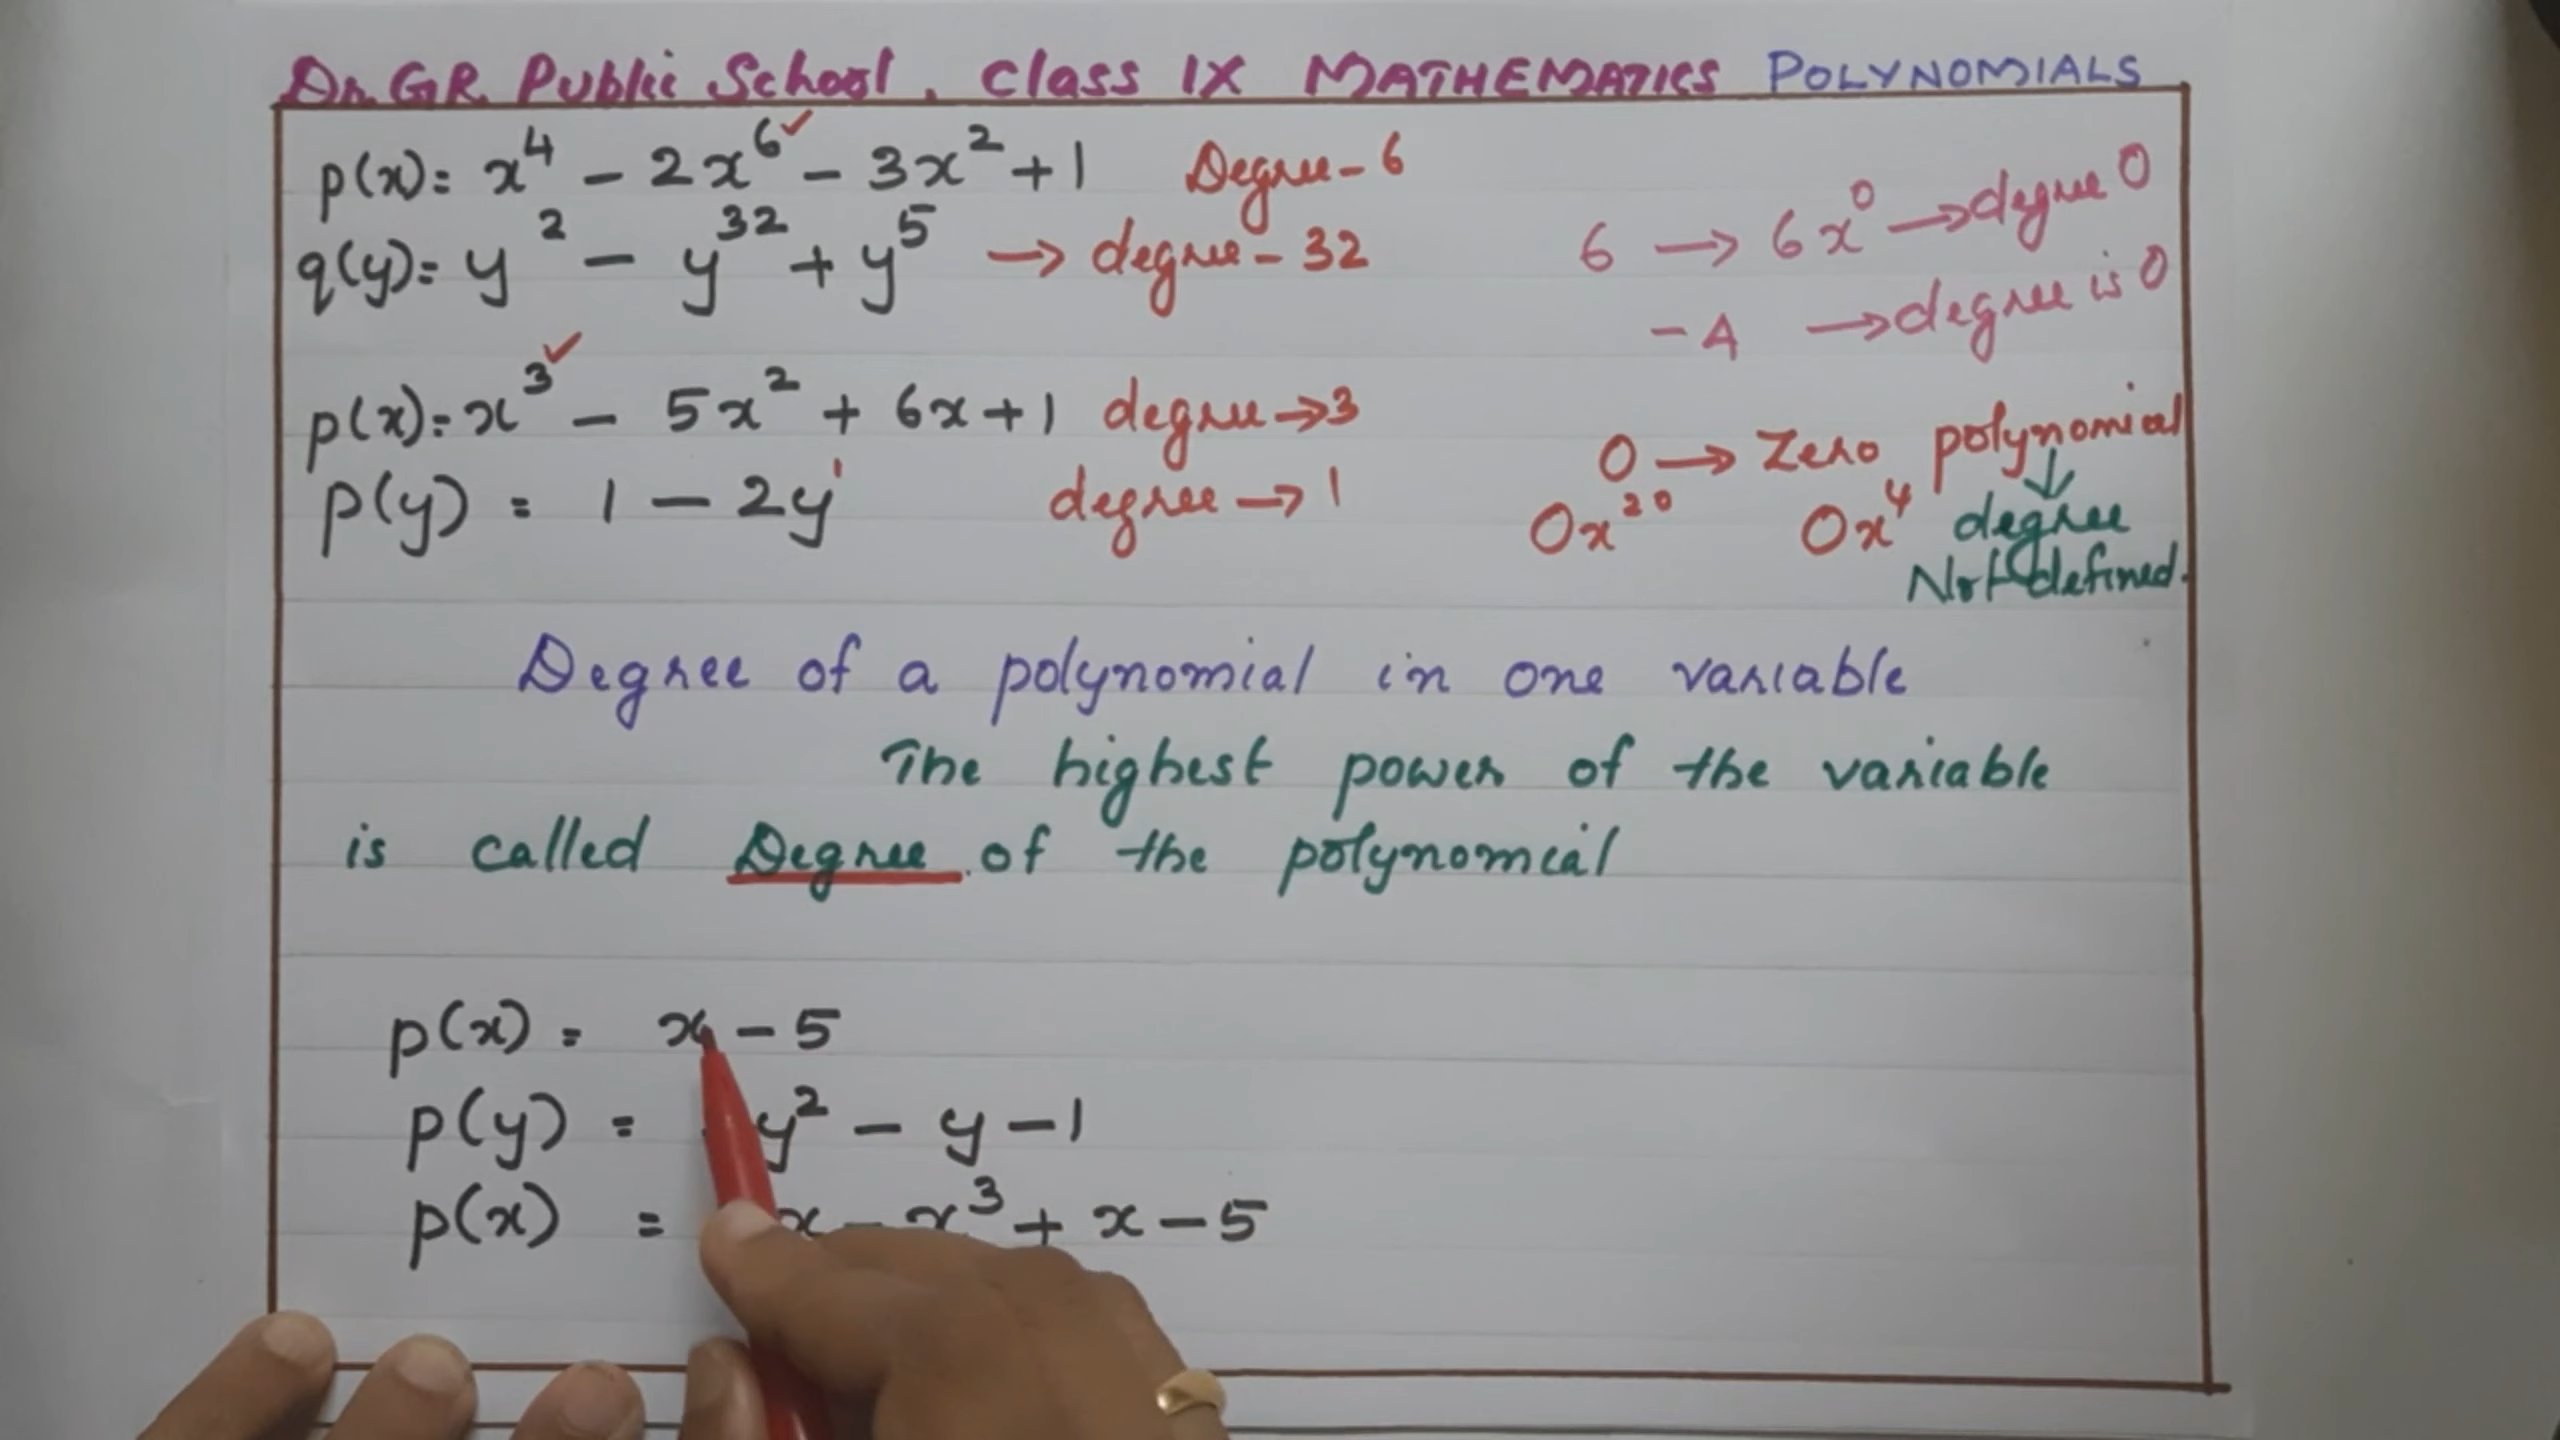 Dr. GR Public School, Class IX MATHEMATICS POLYNOMIALS
p(x) = x⁴ - 2x⁶ ✓ - 3x² + 1 Degree - 6
q(y) = y² - y³² + y⁵ → degree - 32
6 → 6x⁰ → degree 0
-4 → degree is 0
p(x) = x³ ✓ - 5x² + 6x + 1 degree → 3
p(y) = 1 - 2y¹ degree → 1
0 → Zero polynomial
0x²⁰ 0x⁴
↓
degree
Not defined.
Degree of a polynomial in one variable
The highest power of the variable
is called Degree of the polynomial
p(x) = x - 5
p(y) = y² - y - 1
p(x) = x - x³ + x - 5